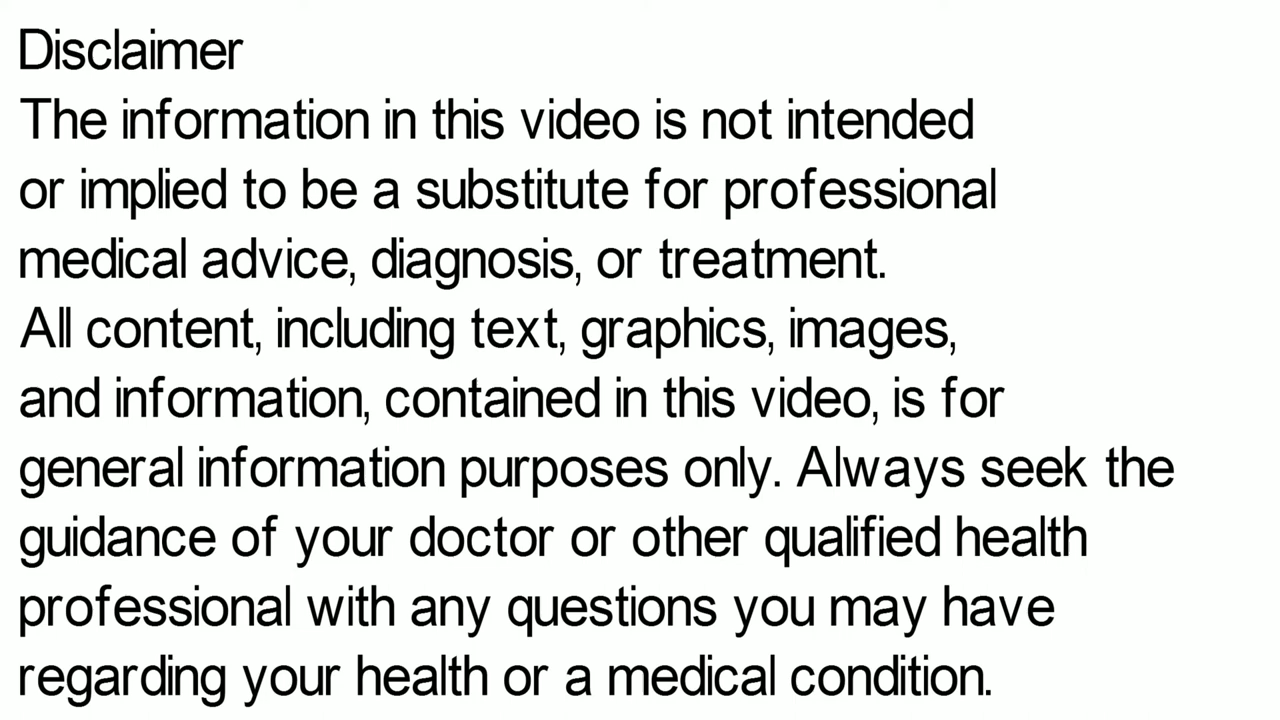 Disclaimer
The information in this video is not intended
or implied to be a substitute for professional
medical advice, diagnosis, or treatment.
All content, including text, graphics, images,
and information, contained in this video, is for
general information purposes only. Always seek the
guidance of your doctor or other qualified health
professional with any questions you may have
regarding your health or a medical condition.